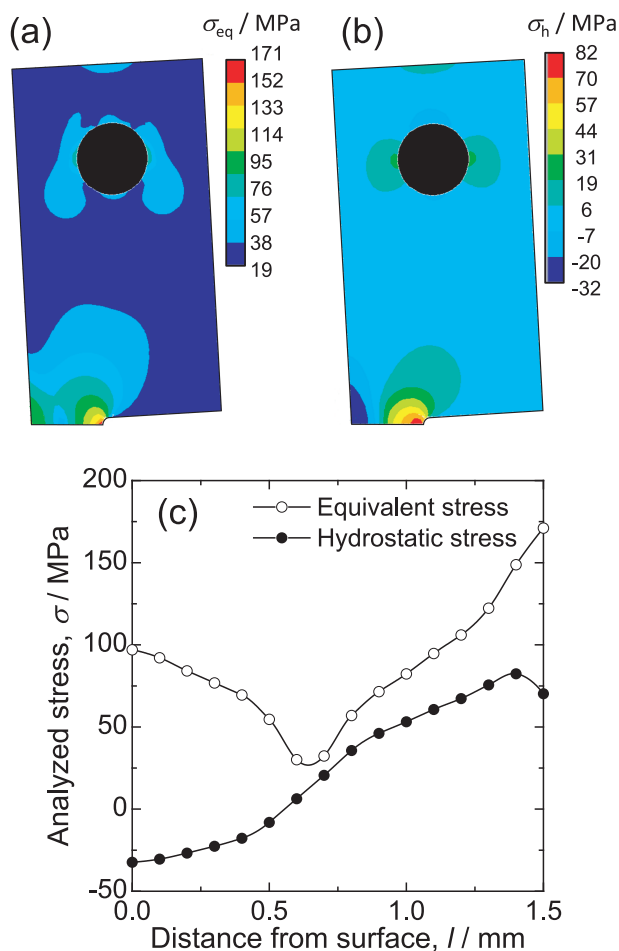 (a)
σeq / MPa
171
152
133
114
95
76
57
38
19
(b)
σh / MPa
82
70
57
44
31
19
6
-7
-20
-32
(c)
Equivalent stress
Hydrostatic stress
Analyzed stress, σ / MPa
200
150
100
50
0
-50
0.0 0.5 1.0 1.5
Distance from surface, l / mm